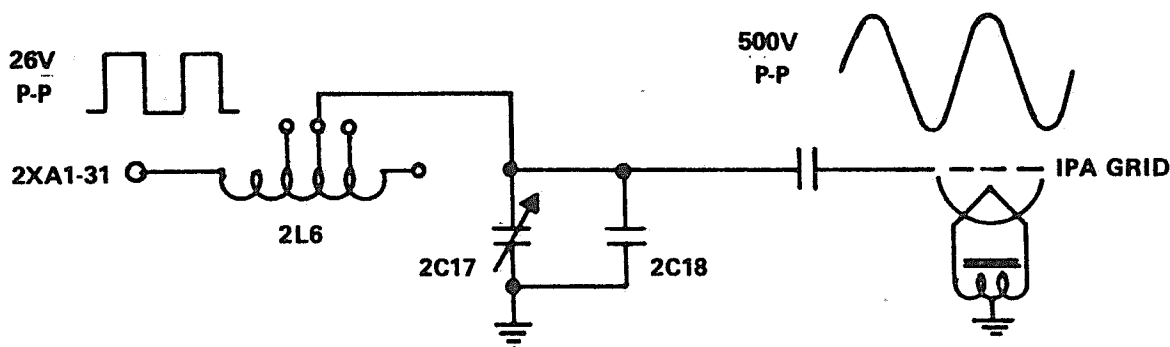 26V
P-P
500V
P-P
2XA1-31
IPA GRID
2L6
2C17
2C18